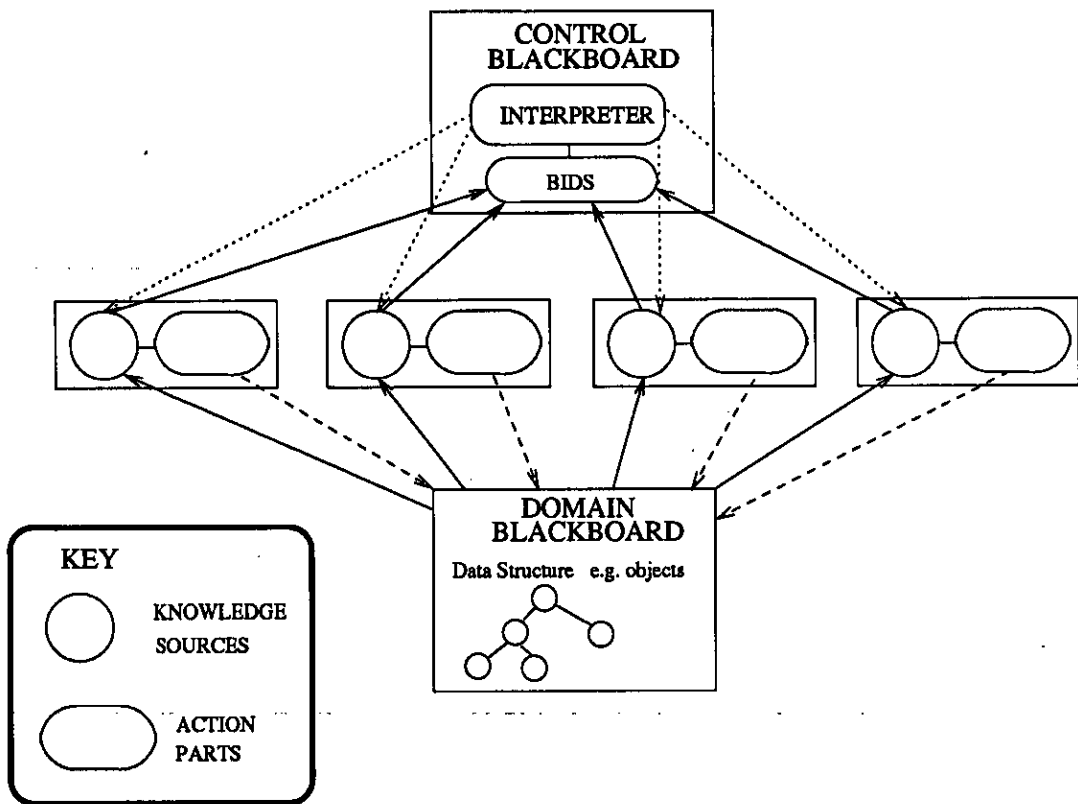 CONTROL
BLACKBOARD
INTERPRETER
BIDS
DOMAIN
BLACKBOARD
Data Structure e.g. objects
KEY
KNOWLEDGE
SOURCES
ACTION
PARTS